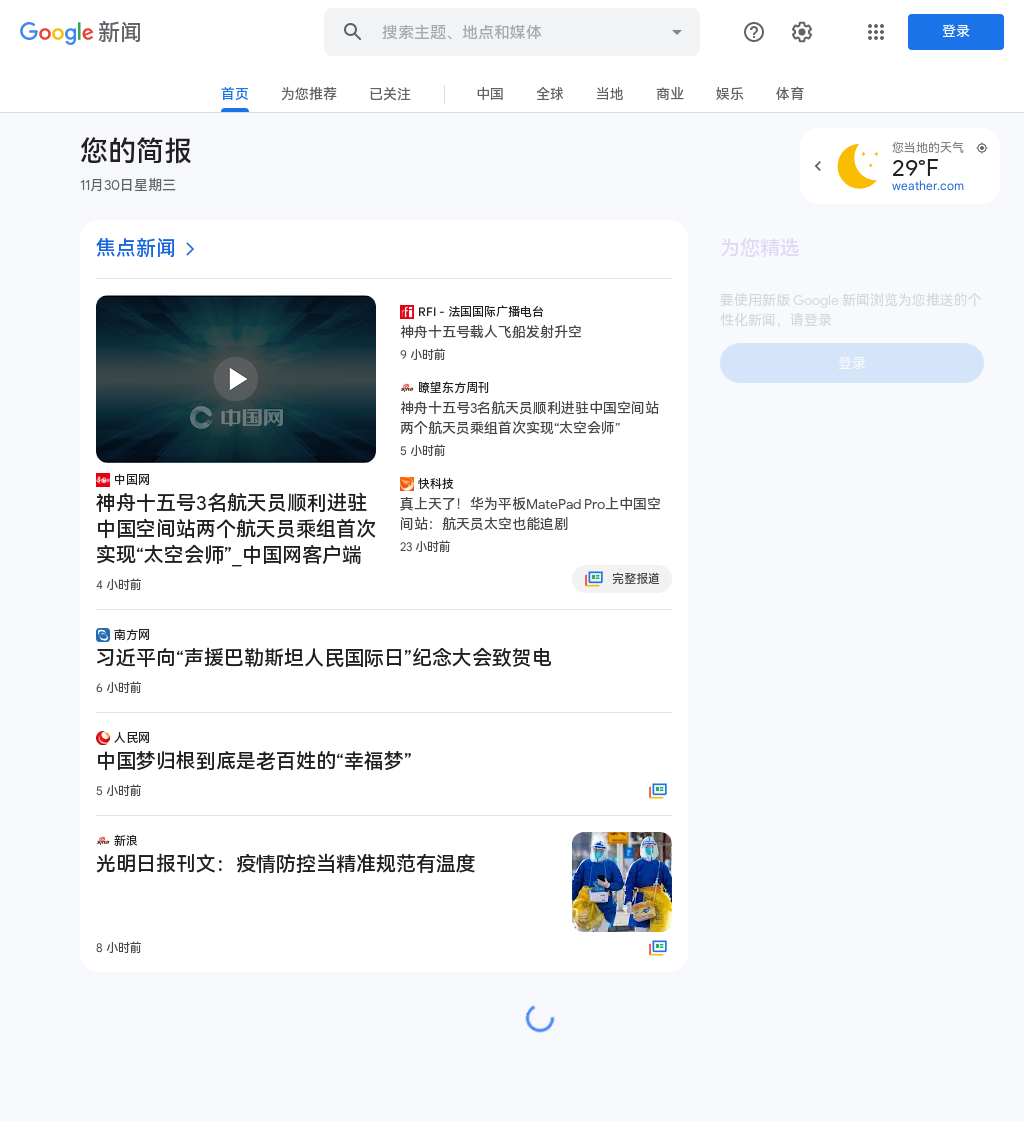 Google 新闻
搜索主题、地点和媒体
登录
首页
为您推荐
已关注
中国
全球
当地
商业
娱乐
体育
您的简报
11月30日星期三
您当地的天气
29°F
weather.com
焦点新闻
中国网
中国网
神舟十五号3名航天员顺利进驻
中国空间站两个航天员乘组首次
实现“太空会师”_中国网客户端
4 小时前
RFI - 法国国际广播电台
神舟十五号载人飞船发射升空
9 小时前
瞭望东方周刊
神舟十五号3名航天员顺利进驻中国空间站
两个航天员乘组首次实现“太空会师”
5 小时前
快科技
真上天了！华为平板MatePad Pro上中国空
间站：航天员太空也能追剧
23 小时前
完整报道
南方网
习近平向“声援巴勒斯坦人民国际日”纪念大会致贺电
6 小时前
人民网
中国梦归根到底是老百姓的“幸福梦”
5 小时前
新浪
光明日报刊文：疫情防控当精准规范有温度
8 小时前
为您精选
要使用新版 Google 新闻浏览为您推送的个
性化新闻，请登录
登录